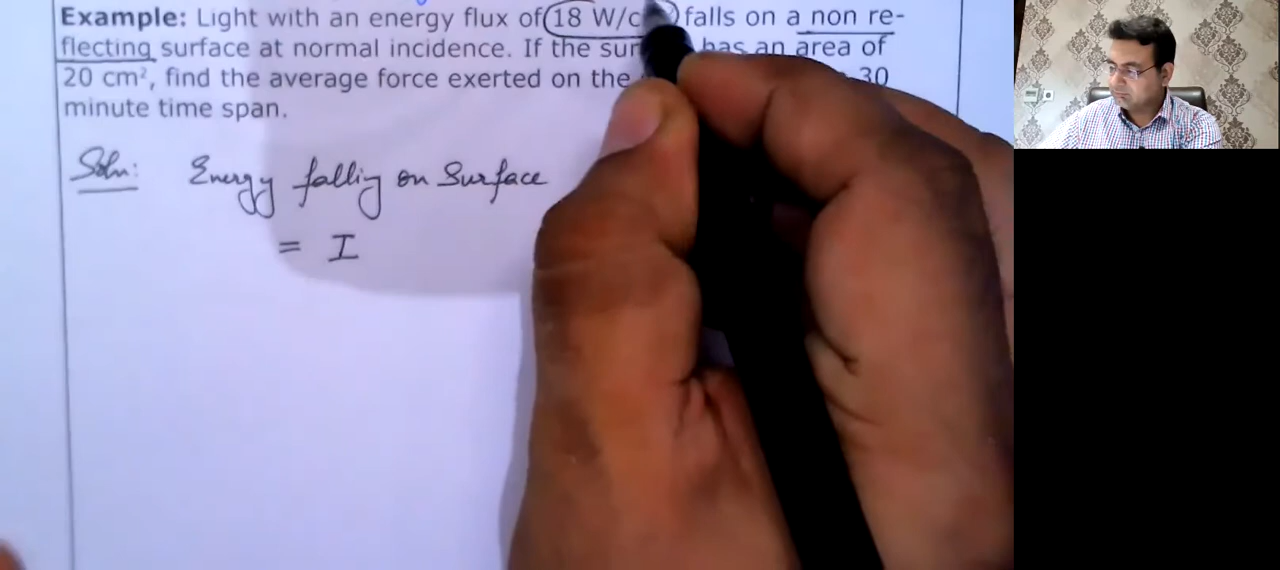 Example: Light with an energy flux of 18 W/c falls on a non re-
flecting surface at normal incidence. If the sur has an area of
20 cm², find the average force exerted on the 30
minute time span.
Soln: Energy falling on Surface
= I